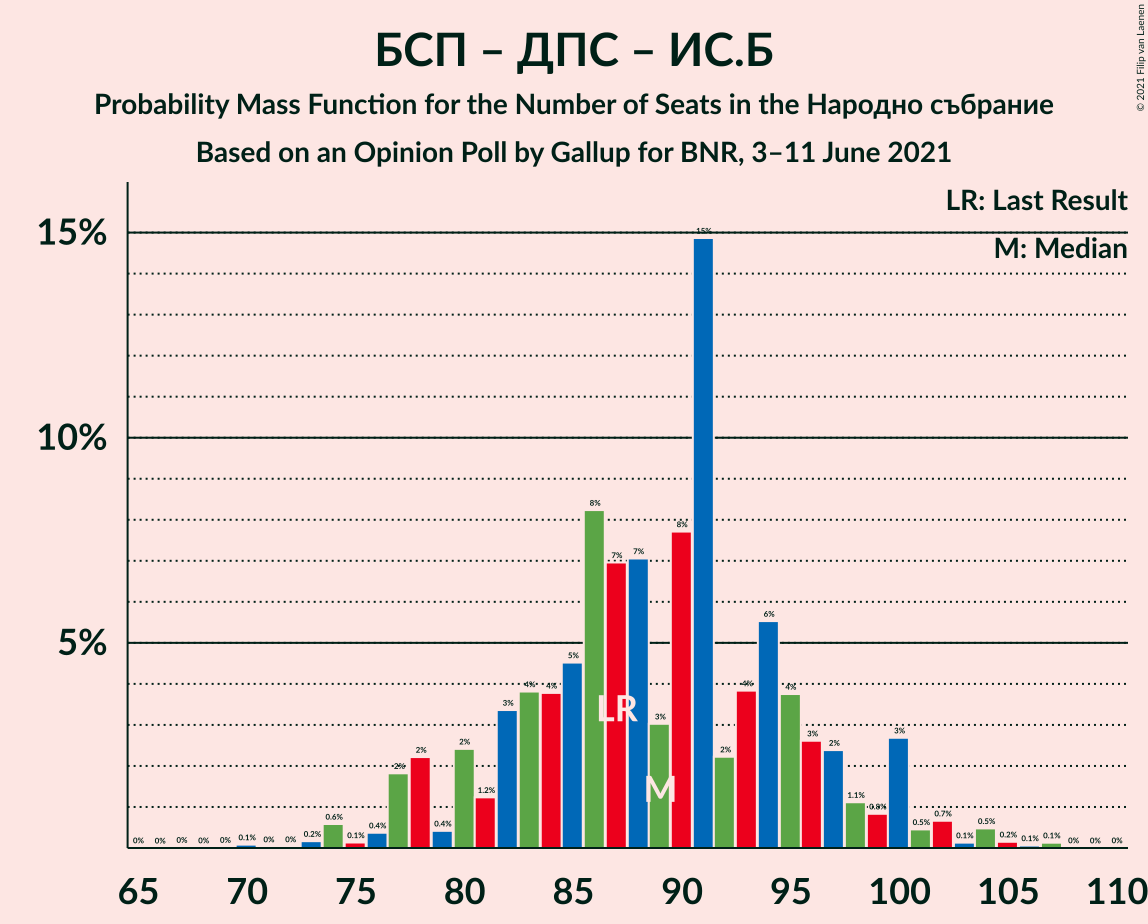 БСП – ДПС – ИС.Б
Probability Mass Function for the Number of Seats in the Народно събрание
Based on an Opinion Poll by Gallup for BNR, 3–11 June 2021
© 2021 Filip van Laenen
LR: Last Result
M: Median
15%
10%
5%
0% 0% 0% 0% 0% 0.1% 0% 0% 0.2% 0.6% 0.1% 0.4% 2% 2% 0.4% 2% 1.2% 3% 4% 4% 5% 8% 7% 7% 3% 8% 15% 2% 4% 6% 4% 3% 2% 1.1% 0.8% 3% 0.5% 0.7% 0.1% 0.5% 0.2% 0.1% 0.1% 0% 0% 0%
LR
M
65 70 75 80 85 90 95 100 105 110